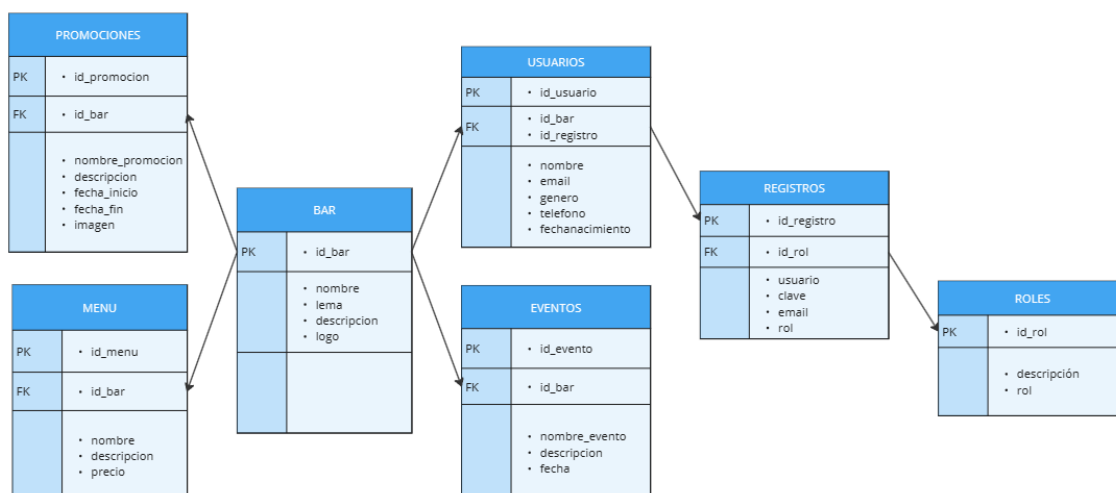 PROMOCIONES
PK
• id_promocion
FK
• id_bar
• nombre_promocion
• descripcion
• fecha_inicio
• fecha_fin
• imagen
MENU
PK
• id_menu
FK
• id_bar
• nombre
• descripcion
• precio
BAR
PK
• id_bar
• nombre
• lema
• descripcion
• logo
USUARIOS
PK
• id_usuario
FK
• id_bar
• id_registro
• nombre
• email
• genero
• telefono
• fechanacimiento
EVENTOS
PK
• id_evento
FK
• id_bar
• nombre_evento
• descripcion
• fecha
REGISTROS
PK
• id_registro
FK
• id_rol
• usuario
• clave
• email
• rol
ROLES
PK
• id_rol
• descripción
• rol